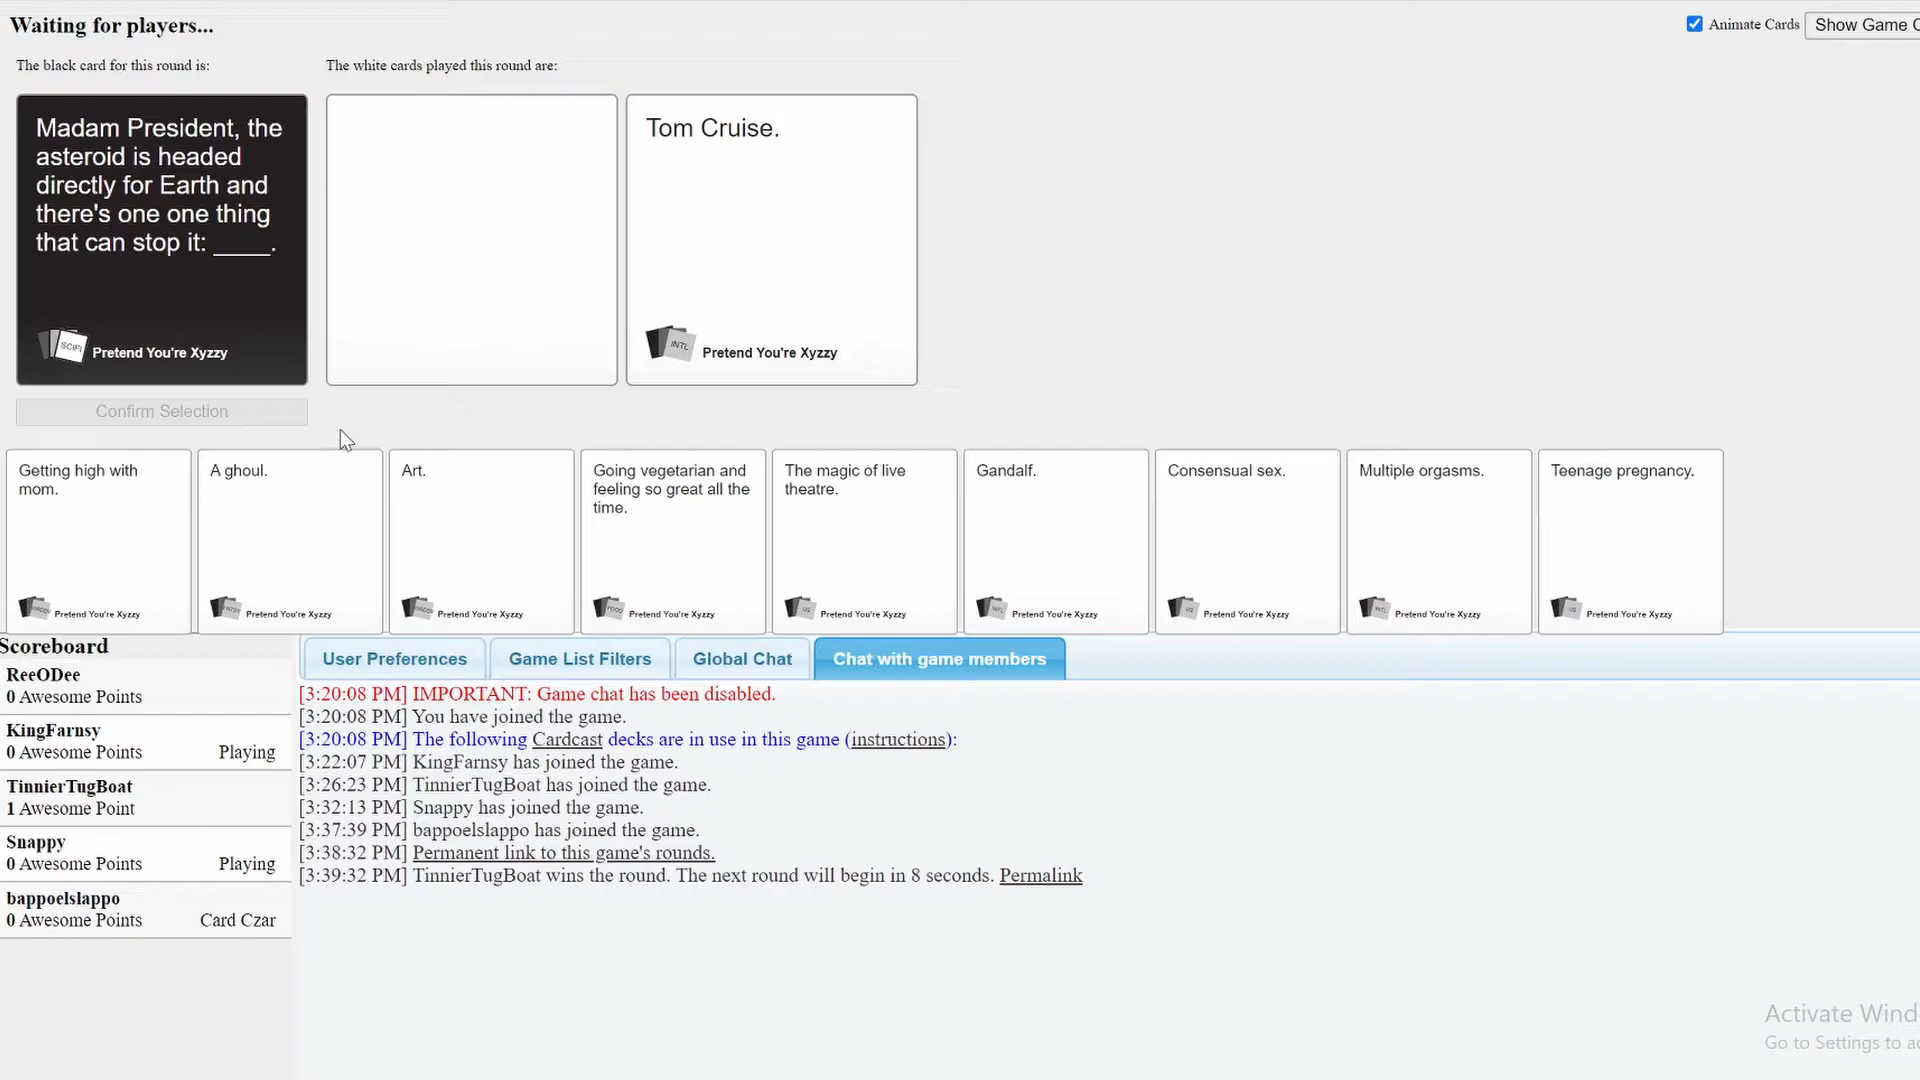 Waiting for players...
Animate Cards
Show Game
The black card for this round is:
The white cards played this round are:
Madam President, the
asteroid is headed
directly for Earth and
there's one one thing
that can stop it: _____.
SCIFI
Pretend You're Xyzzy
Tom Cruise.
INTL
Pretend You're Xyzzy
Confirm Selection
Getting high with
mom.
Pretend You're Xyzzy
A ghoul.
Pretend You're Xyzzy
Art.
Pretend You're Xyzzy
Going vegetarian and
feeling so great all the
time.
FOOD
Pretend You're Xyzzy
The magic of live
theatre.
UQ
Pretend You're Xyzzy
Gandalf.
INTL
Pretend You're Xyzzy
Consensual sex.
UQ
Pretend You're Xyzzy
Multiple orgasms.
INTL
Pretend You're Xyzzy
Teenage pregnancy.
UQ
Pretend You're Xyzzy
Scoreboard
ReeODee
0 Awesome Points
KingFarnsy
0 Awesome Points Playing
TinnierTugBoat
1 Awesome Point
Snappy
0 Awesome Points Playing
bappoelslappo
0 Awesome Points Card Czar
User Preferences
Game List Filters
Global Chat
Chat with game members
[3:20:08 PM] IMPORTANT: Game chat has been disabled.
[3:20:08 PM] You have joined the game.
[3:20:08 PM] The following Cardcast decks are in use in this game (instructions):
[3:22:07 PM] KingFarnsy has joined the game.
[3:26:23 PM] TinnierTugBoat has joined the game.
[3:32:13 PM] Snappy has joined the game.
[3:37:39 PM] bappoelslappo has joined the game.
[3:38:32 PM] Permanent link to this game's rounds.
[3:39:32 PM] TinnierTugBoat wins the round. The next round will begin in 8 seconds. Permalink
Activate Wind
Go to Settings to a